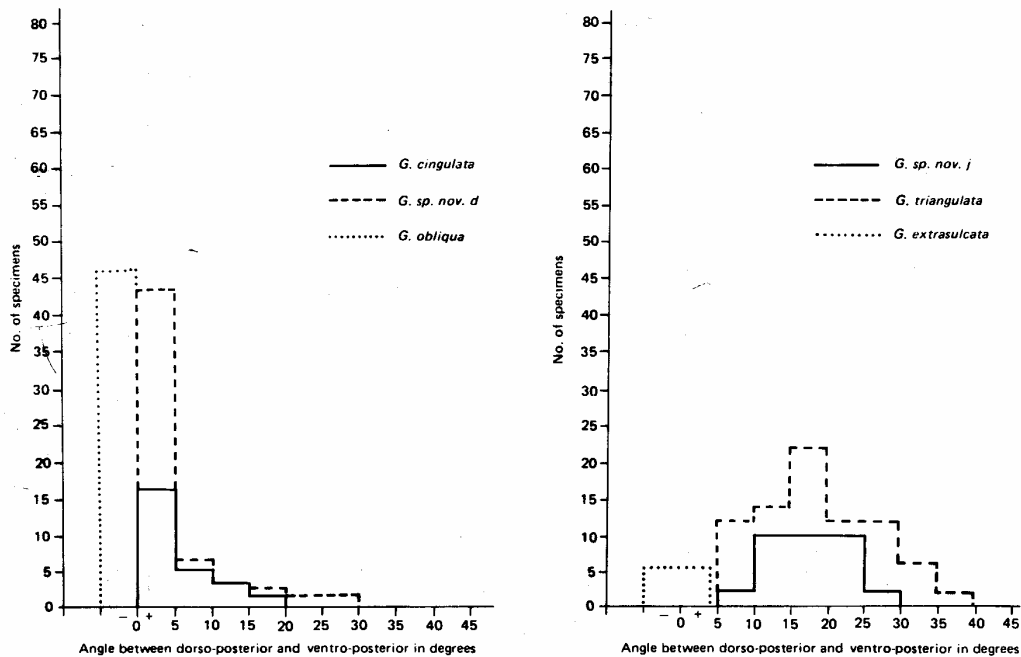 80
75
70
65
60
55
50
45
40
35
30
25
20
15
10
5
0
No. of specimens
G. cingulata
G. sp. nov. d
G. obliqua
− 0 + 5 10 15 20 25 30 35 40 45
Angle between dorso-posterior and ventro-posterior in degrees
80
75
70
65
60
55
50
45
40
35
30
25
20
15
10
5
0
No. of specimens
G. sp. nov. j
G. triangulata
G. extrasulcata
− 0 + 5 10 15 20 25 30 35 40 45
Angle between dorso-posterior and ventro-posterior in degrees